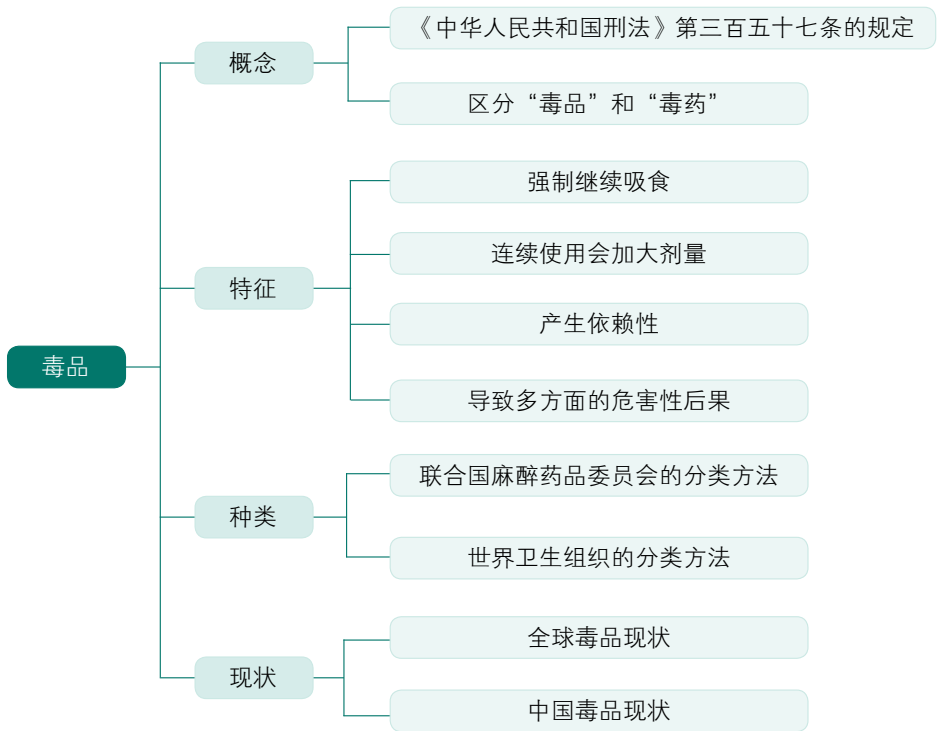 毒品
概念
《中华人民共和国刑法》第三百五十七条的规定
区分“毒品”和“毒药”
特征
强制继续吸食
连续使用会加大剂量
产生依赖性
导致多方面的危害性后果
种类
联合国麻醉药品委员会的分类方法
世界卫生组织的分类方法
现状
全球毒品现状
中国毒品现状